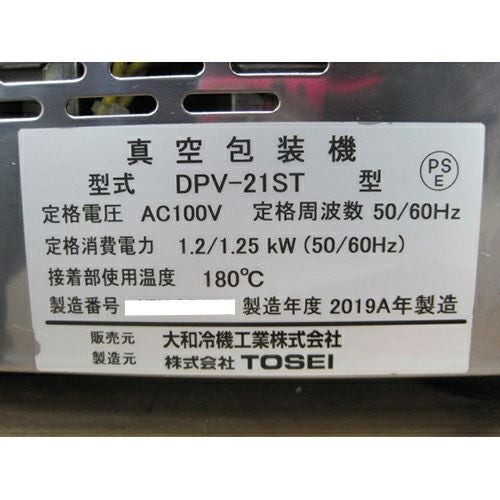 真空包装機
型式 DPV-21ST 型
PS
E
定格電圧 AC100V 定格周波数 50/60Hz
定格消費電力 1.2/1.25 kW (50/60Hz)
接着部使用温度 180℃
製造番号 製造年度 2019A年製造
販売元 大和冷機工業株式会社
製造元 株式会社 TOSEI